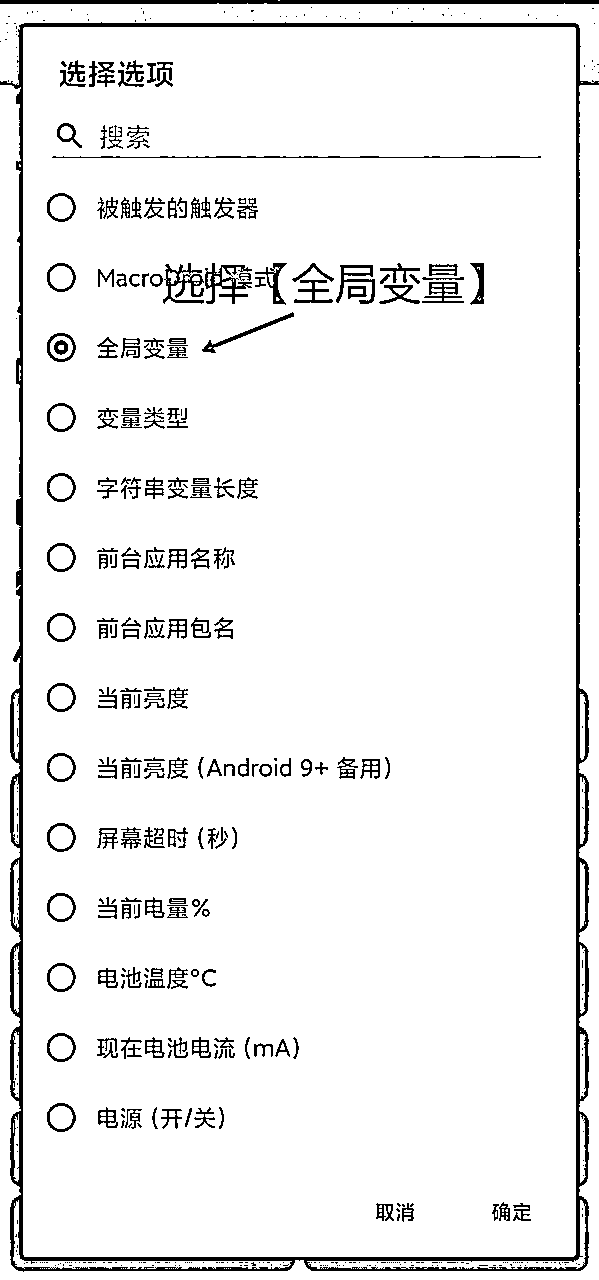 选择选项
搜索
被触发的触发器
MacroDroid 模式
选择【全局变量】
全局变量
变量类型
字符串变量长度
前台应用名称
前台应用包名
当前亮度
当前亮度 (Android 9+ 备用)
屏幕超时 (秒)
当前电量%
电池温度°C
现在电池电流 (mA)
电源 (开/关)
取消 确定